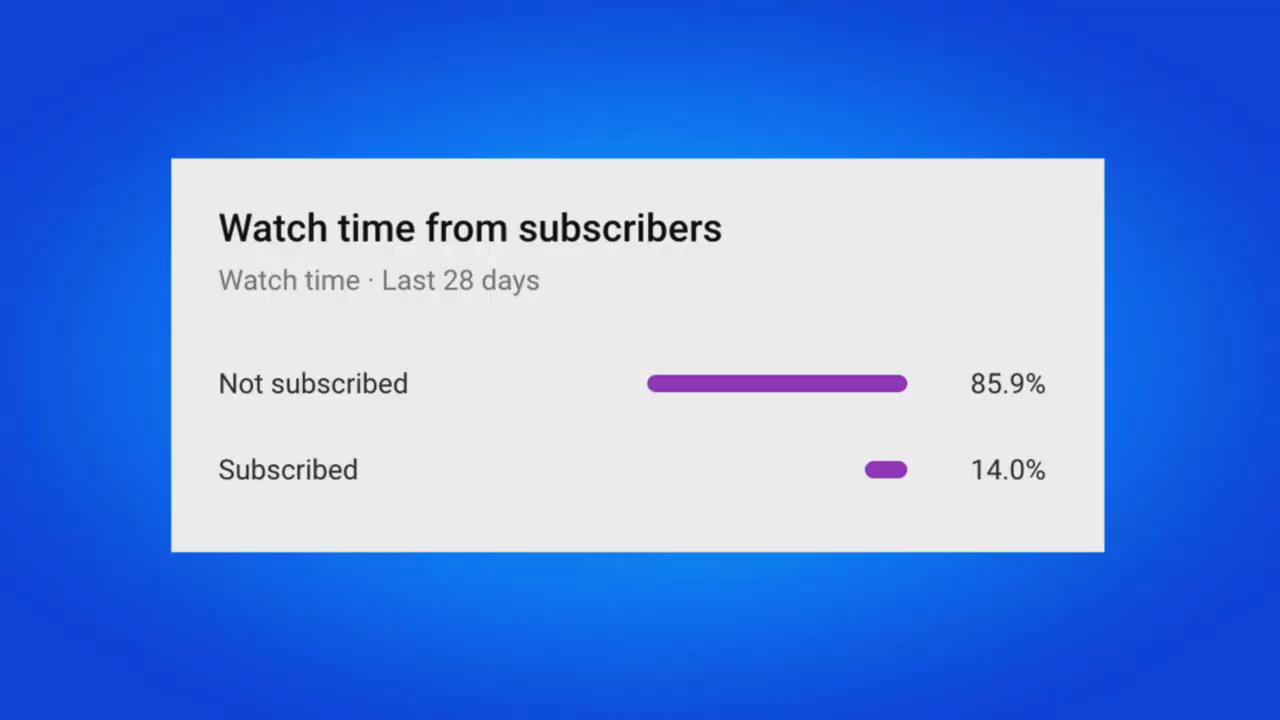 Watch time from subscribers
Watch time · Last 28 days
Not subscribed 85.9%
Subscribed 14.0%